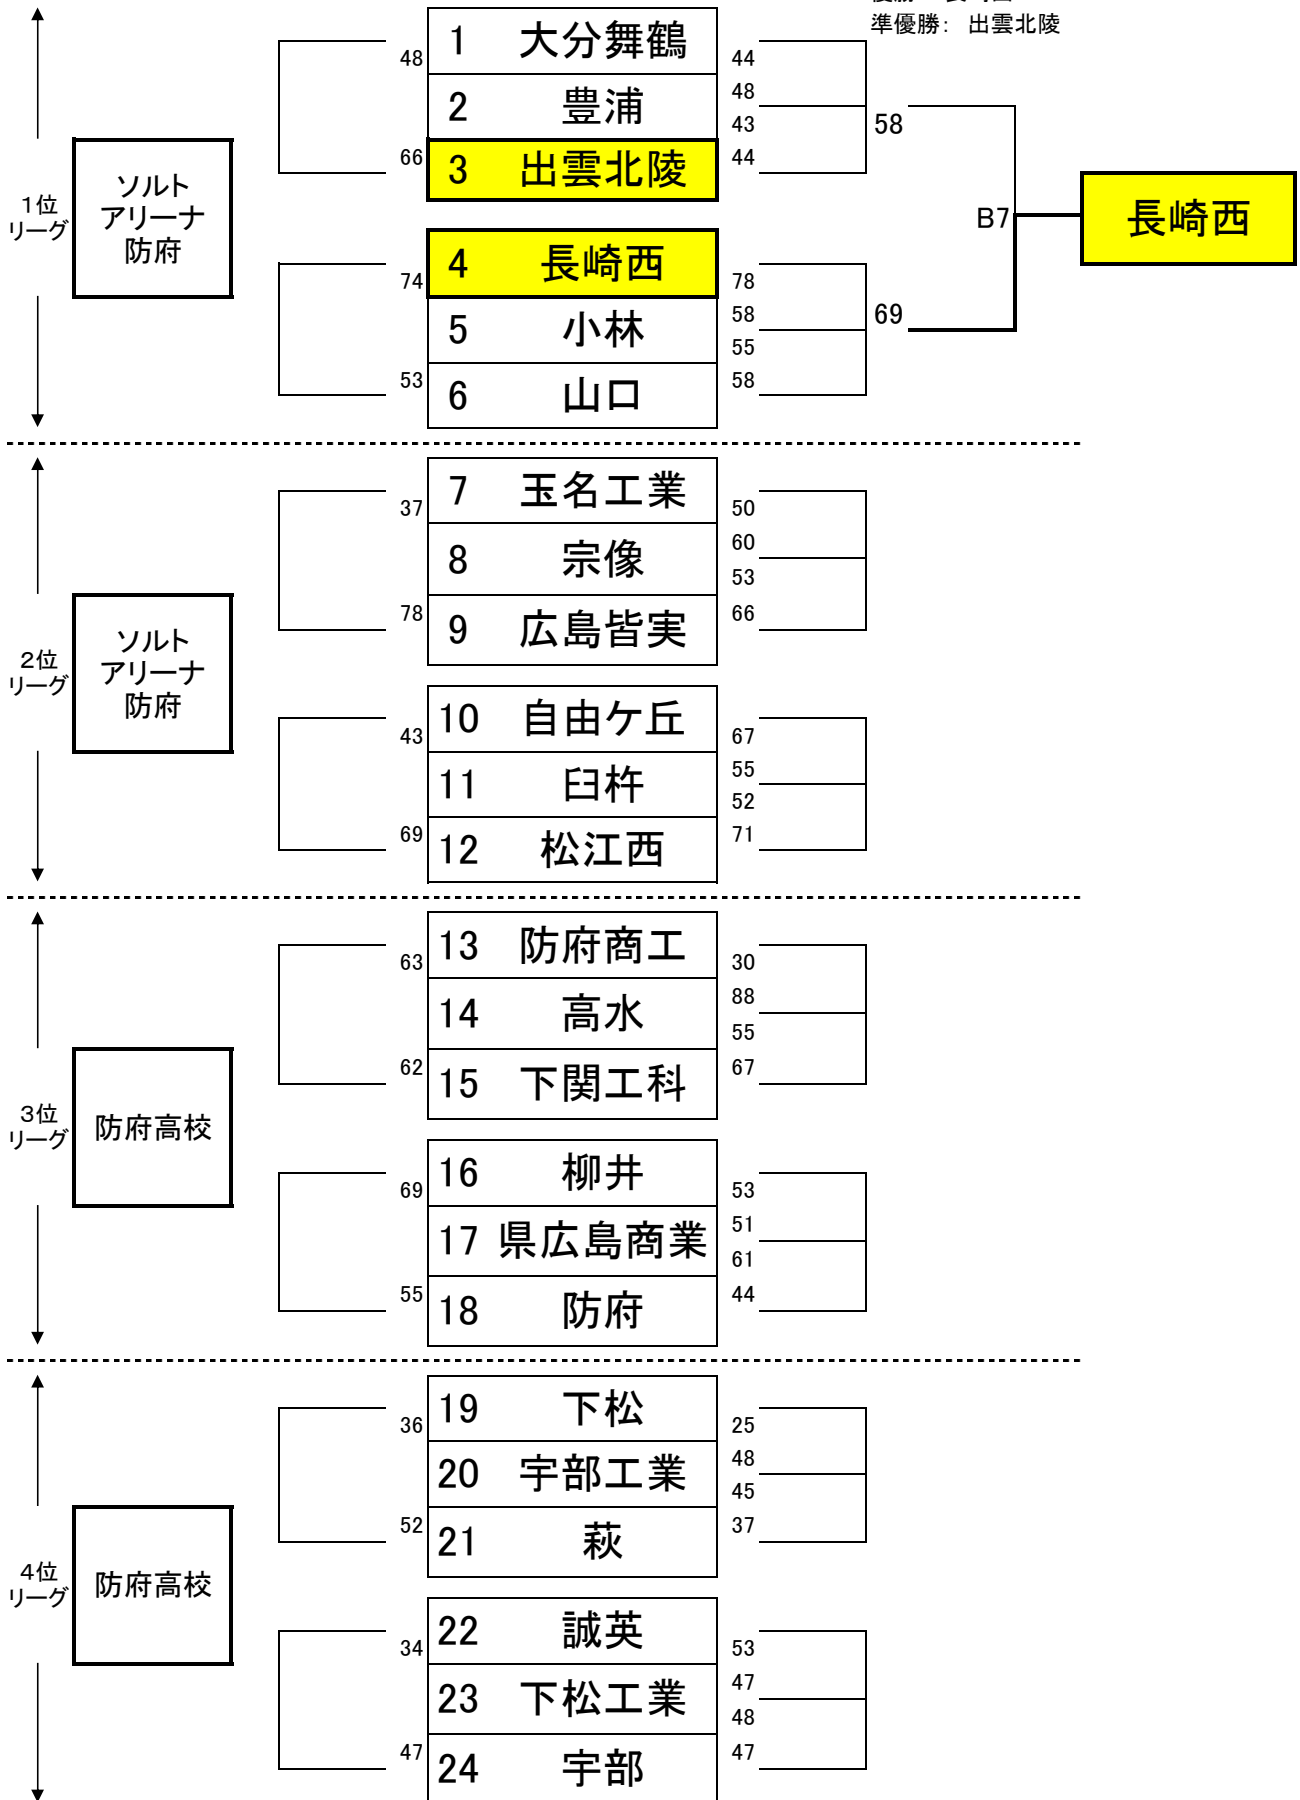 準優勝： 出雲北陵
1位
リーグ
ソルト
アリーナ
防府
48
1 大分舞鶴
44
48
2 豊浦
43
66
3 出雲北陵
44
58
B7
長崎西
74
4 長崎西
78
58
5 小林
55
53
6 山口
58
69
2位
リーグ
ソルト
アリーナ
防府
37
7 玉名工業
50
60
8 宗像
53
78
9 広島皆実
66
43
10 自由ケ丘
67
55
11 臼杵
52
69
12 松江西
71
3位
リーグ
防府高校
63
13 防府商工
30
88
14 高水
55
62
15 下関工科
67
69
16 柳井
53
51
17 県広島商業
61
55
18 防府
44
4位
リーグ
防府高校
36
19 下松
25
48
20 宇部工業
45
52
21 萩
37
34
22 誠英
53
47
23 下松工業
48
47
24 宇部
47